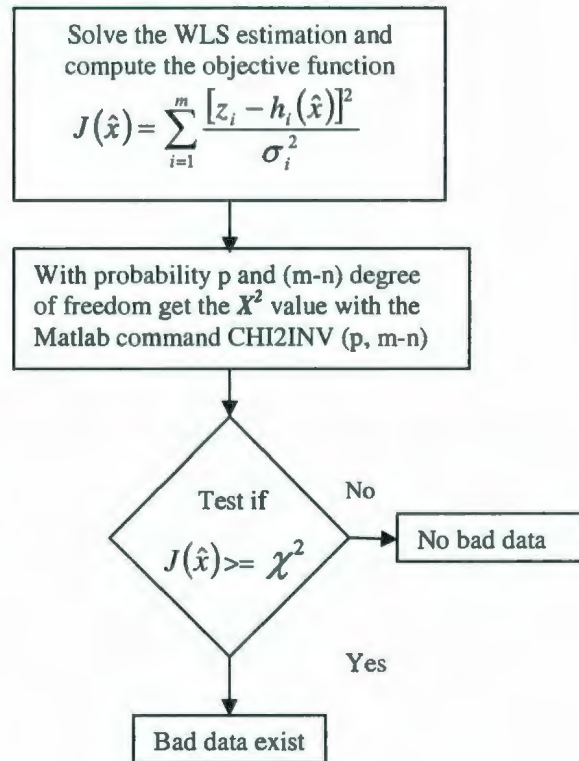 Solve the WLS estimation and
compute the objective function
J(x̂) = ∑_{i=1}^{m} [z_i − h_i(x̂)]² / σ_i²
With probability p and (m-n) degree
of freedom get the X² value with the
Matlab command CHI2INV (p, m-n)
Test if
J(x̂)>= χ²
No
No bad data
Yes
Bad data exist